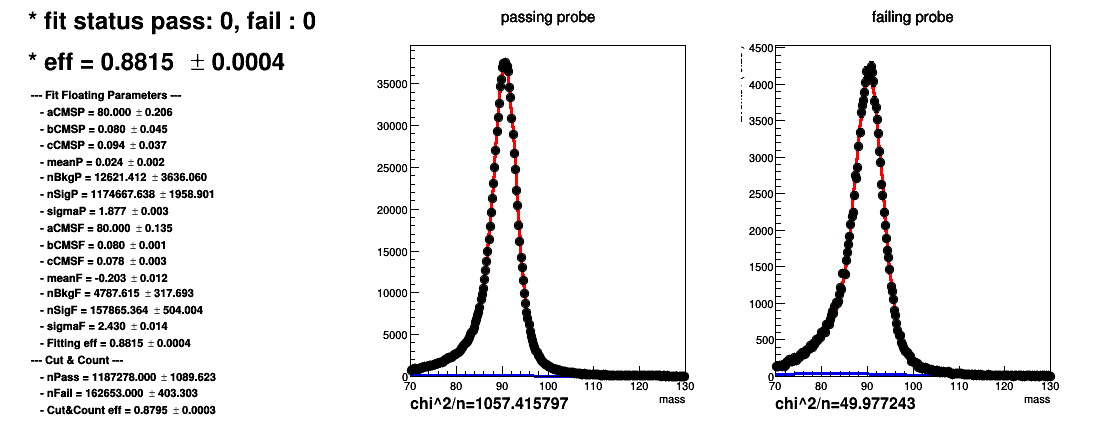 * fit status pass: 0, fail : 0
* eff = 0.8815 ± 0.0004
--- Fit Floating Parameters ---
- aCMSP = 80.000 ± 0.206
- bCMSP = 0.080 ± 0.045
- cCMSP = 0.094 ± 0.037
- meanP = 0.024 ± 0.002
- nBkgP = 12621.412 ± 3636.060
- nSigP = 1174667.638 ± 1958.901
- sigmaP = 1.877 ± 0.003
- aCMSF = 80.000 ± 0.135
- bCMSF = 0.080 ± 0.001
- cCMSF = 0.078 ± 0.003
- meanF = -0.203 ± 0.012
- nBkgF = 4787.615 ± 317.693
- nSigF = 157865.364 ± 504.004
- sigmaF = 2.430 ± 0.014
- Fitting eff = 0.8815 ± 0.0004
--- Cut & Count ---
- nPass = 1187278.000 ± 1089.623
- nFail = 162653.000 ± 403.303
- Cut&Count eff = 0.8795 ± 0.0003
passing probe
35000
30000
25000
20000
15000
10000
5000
0
70 80 90 100 110 120 130
mass
chi^2/n=1057.415797
failing probe
4500
4000
3500
3000
2500
2000
1500
1000
500
0
70 80 90 100 110 120 130
mass
chi^2/n=49.977243